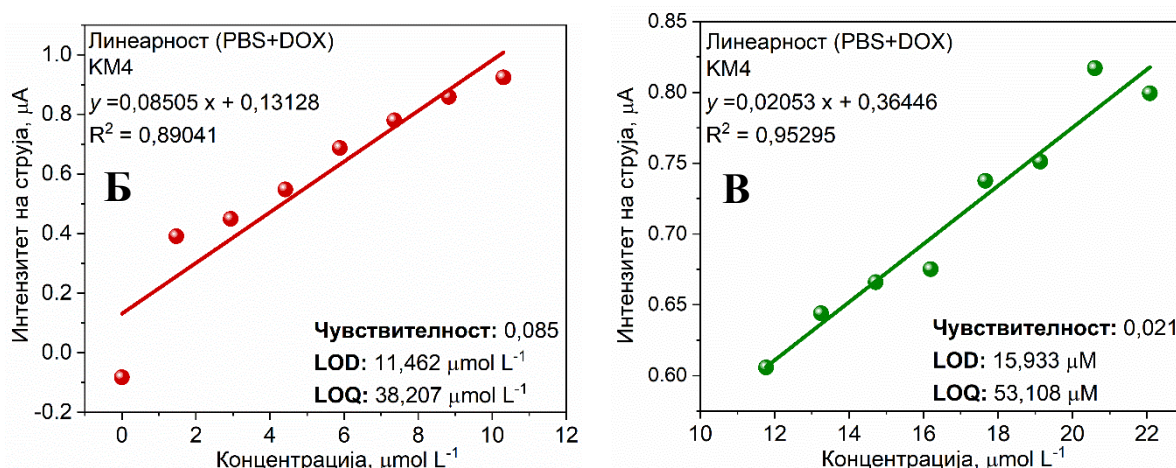 Линеарност (PBS+DOX)
KM4
y =0,08505 x + 0,13128
R² = 0,89041
Б
Чувствителност: 0,085
LOD: 11,462 μmol L⁻¹
LOQ: 38,207 μmol L⁻¹
Интензитет на струја, μA
1.0
0.8
0.6
0.4
0.2
0.0
-0.2
0 2 4 6 8 10 12
Концентрација, μmol L⁻¹
Линеарност (PBS+DOX)
KM4
y =0,02053 x + 0,36446
R² = 0,95295
В
Чувствителност: 0,021
LOD: 15,933 μM
LOQ: 53,108 μM
Интензитет на струја, μA
0.85
0.80
0.75
0.70
0.65
0.60
10 12 14 16 18 20 22
Концентрација, μmol L⁻¹